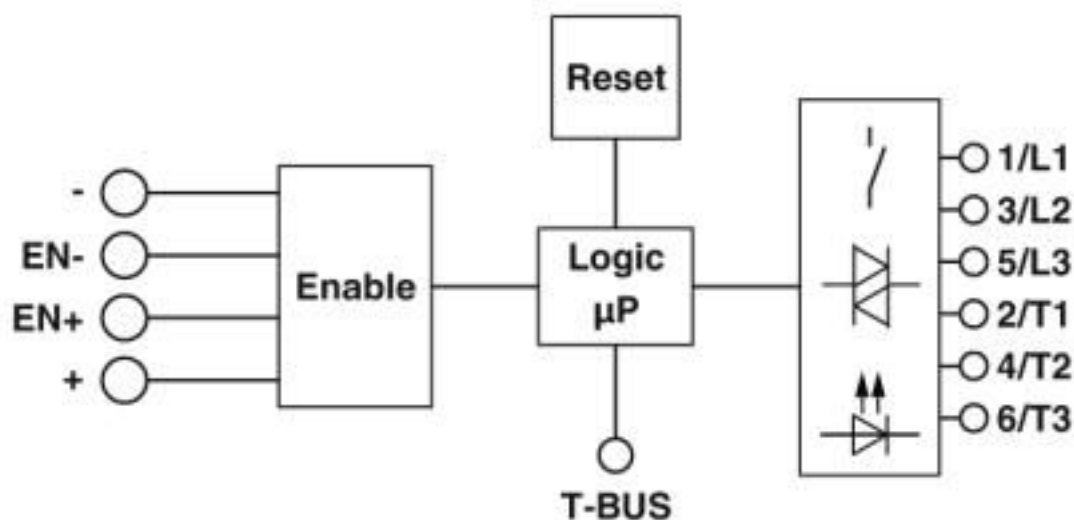 Reset
-
EN-
EN+
+
Enable
Logic
µP
T-BUS
1/L1
3/L2
5/L3
2/T1
4/T2
6/T3